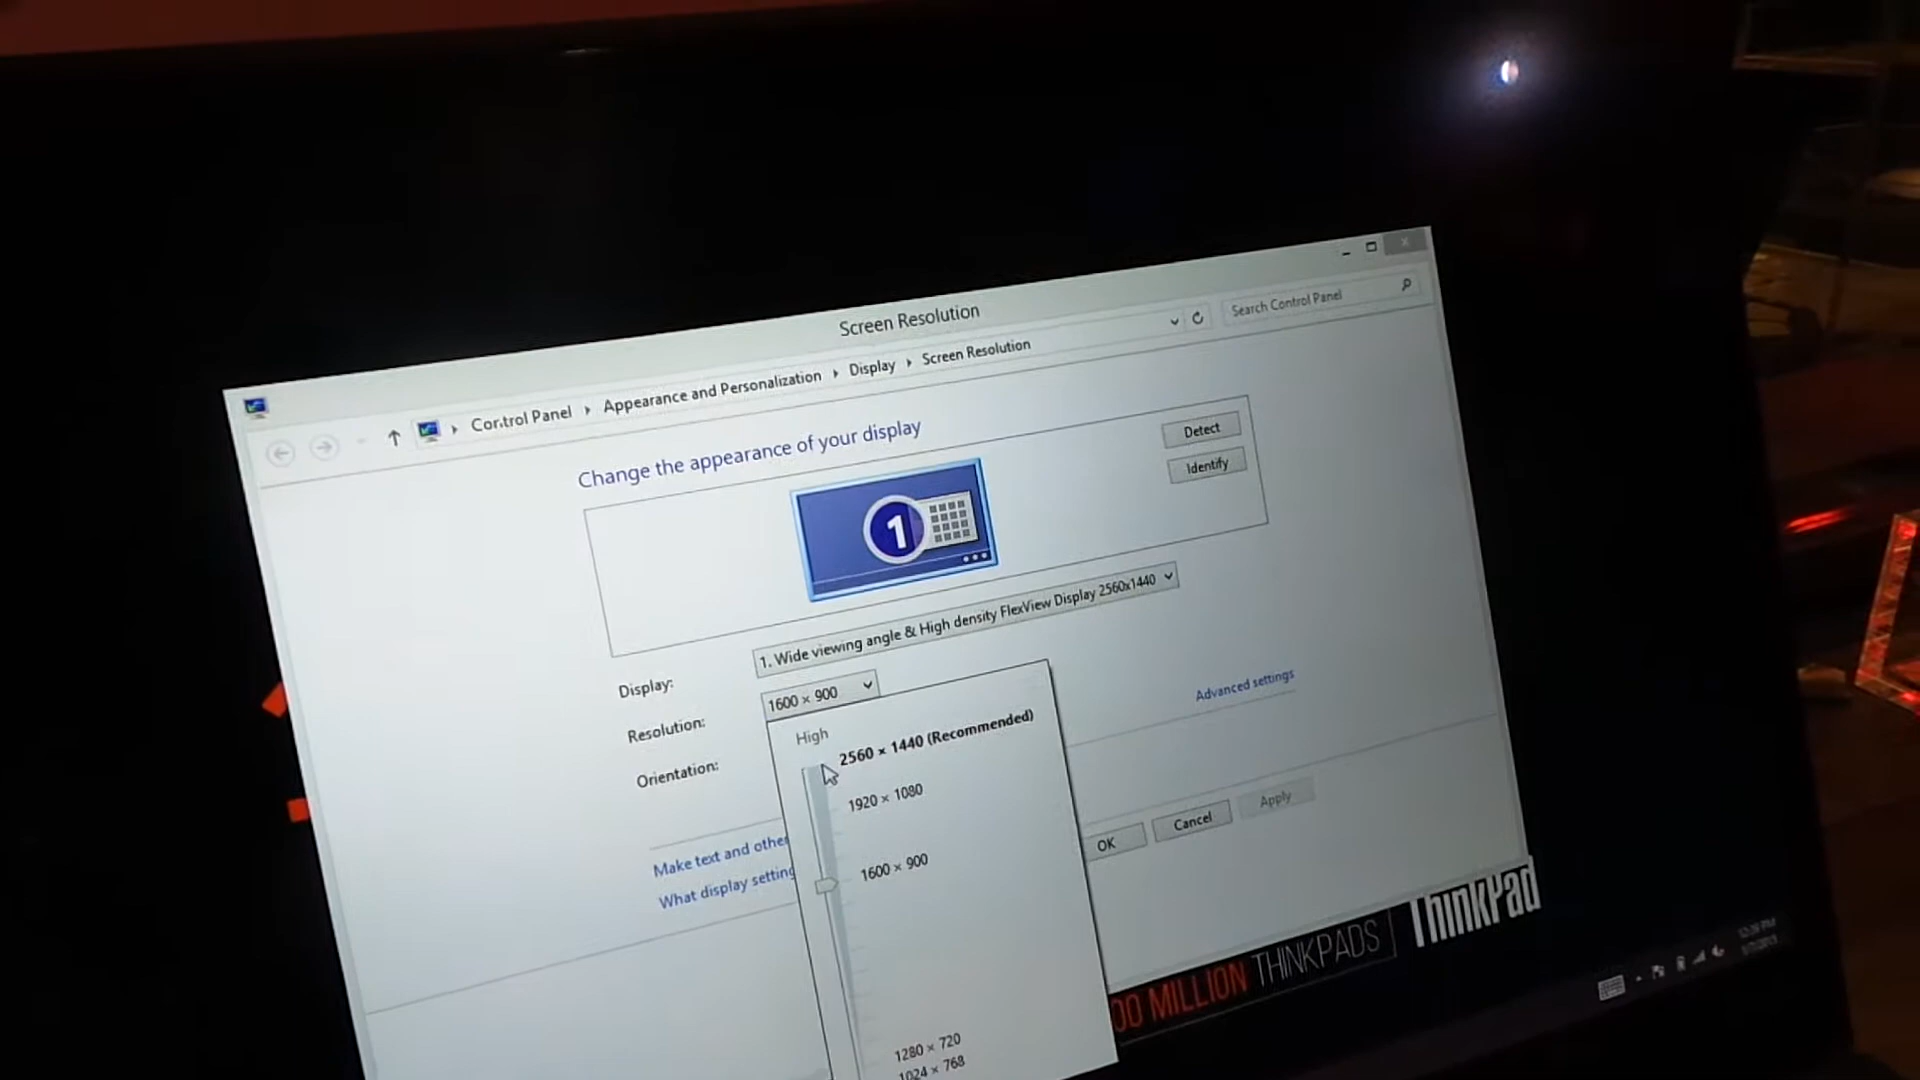 Screen Resolution
Control Panel Appearance and Personalization Display Screen Resolution
Search Control Panel
Change the appearance of your display
Detect
Identify
1
Display: 1. Wide viewing angle & High density FlexView Display 2560x1440
Resolution: 1600 × 900
Orientation:
High
2560 × 1440 (Recommended)
1920 × 1080
1600 × 900
1280 × 720
1024 × 768
Advanced settings
Make text and other
What display setting
OK Cancel Apply
00 MILLION THINKPADS
ThinkPad